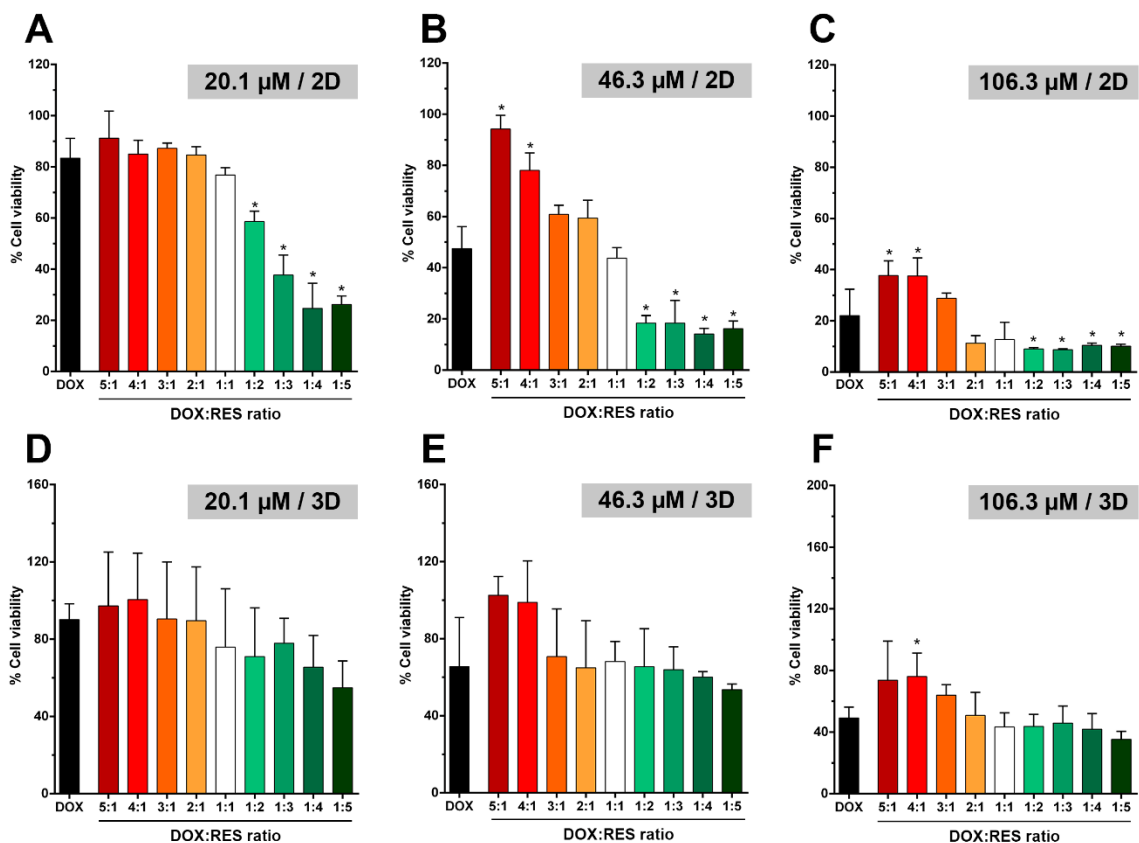 A
B
C
120
100
80
60
40
20
0
% Cell viability
20.1 µM / 2D
DOX 5:1 4:1 3:1 2:1 1:1 1:2 1:3 1:4 1:5
DOX:RES ratio
* * * *
120
100
80
60
40
20
0
% Cell viability
46.3 µM / 2D
DOX 5:1 4:1 3:1 2:1 1:1 1:2 1:3 1:4 1:5
DOX:RES ratio
* * * * * *
120
100
80
60
40
20
0
% Cell viability
106.3 µM / 2D
DOX 5:1 4:1 3:1 2:1 1:1 1:2 1:3 1:4 1:5
DOX:RES ratio
* * * * * *
D
E
F
160
120
80
40
0
% Cell viability
20.1 µM / 3D
DOX 5:1 4:1 3:1 2:1 1:1 1:2 1:3 1:4 1:5
DOX:RES ratio
160
120
80
40
0
% Cell viability
46.3 µM / 3D
DOX 5:1 4:1 3:1 2:1 1:1 1:2 1:3 1:4 1:5
DOX:RES ratio
200
160
120
80
40
0
% Cell viability
106.3 µM / 3D
DOX 5:1 4:1 3:1 2:1 1:1 1:2 1:3 1:4 1:5
DOX:RES ratio
*